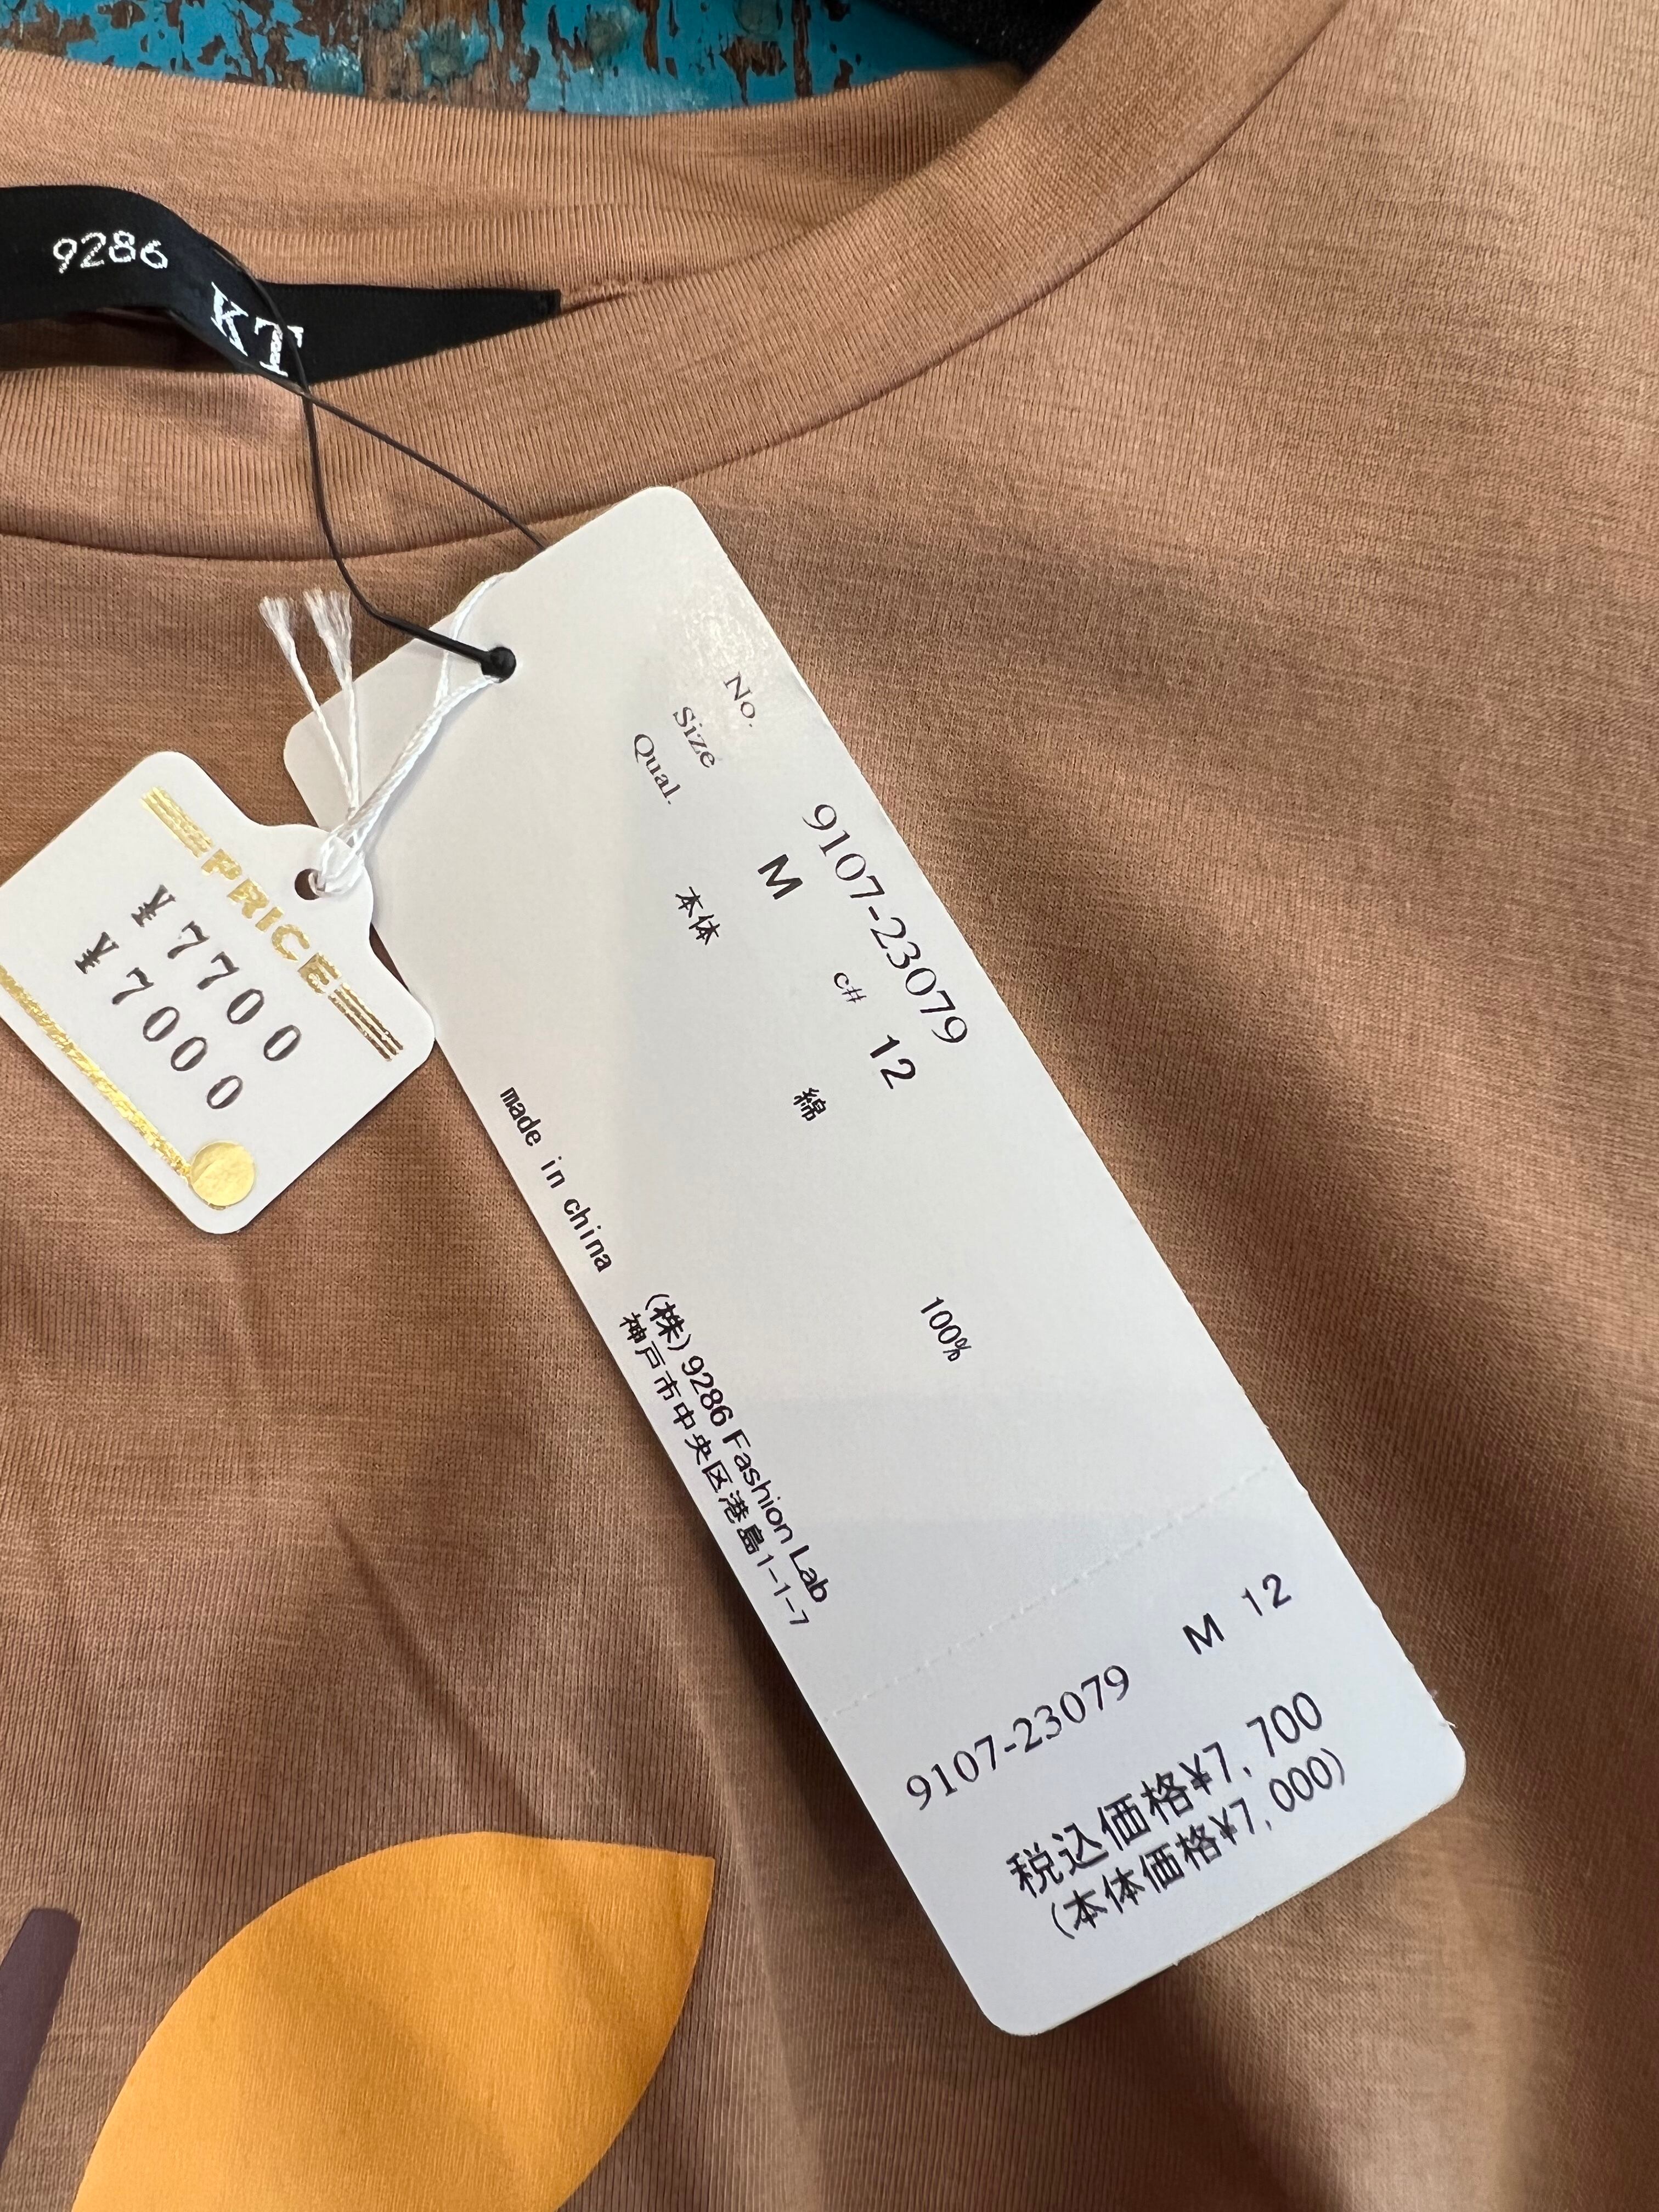 9286
KT
PRICE
¥7700
¥7000
No. 9107-23079
Size M c# 12
Qual. 本体 綿 100%
made in china
(株)9286 Fashion Lab
神戸市中央区港島1-1-7
M 12
9107-23079
税込価格¥7,700
(本体価格¥7,000)